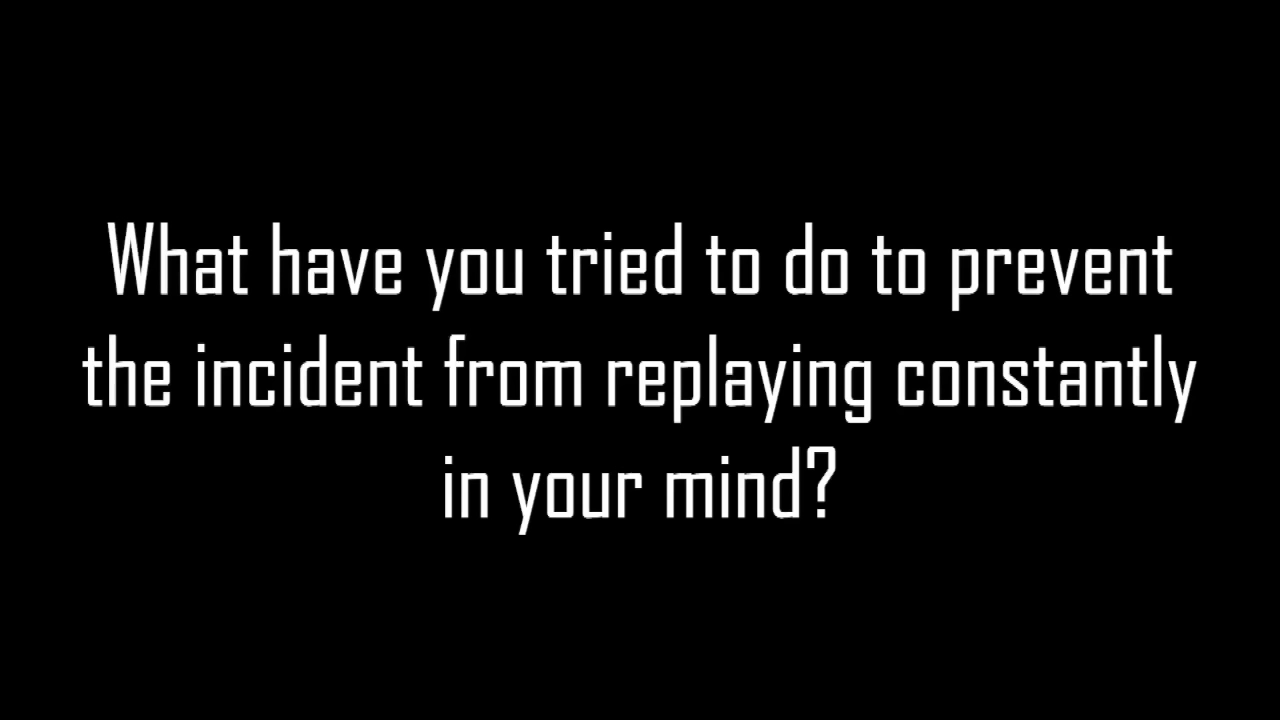 What have you tried to do to prevent
the incident from replaying constantly
in your mind?